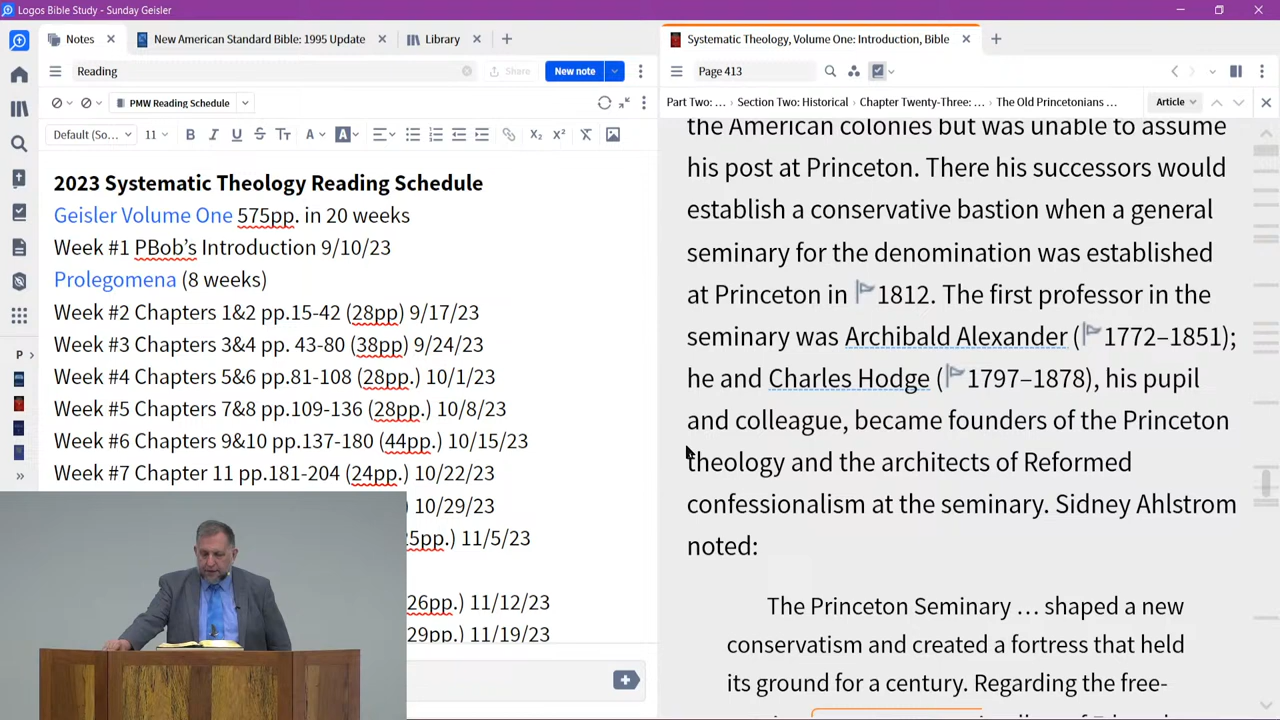 Logos Bible Study - Sunday Geisler
Notes
New American Standard Bible: 1995 Update
Library
Reading
Share
New note
PMW Reading Schedule
Default (So...
11
B I U S Tт A A
X₂ X²
2023 Systematic Theology Reading Schedule
Geisler Volume One 575pp. in 20 weeks
Week #1 PBob’s Introduction 9/10/23
Prolegomena (8 weeks)
Week #2 Chapters 1&2 pp.15-42 (28pp) 9/17/23
Week #3 Chapters 3&4 pp. 43-80 (38pp) 9/24/23
Week #4 Chapters 5&6 pp.81-108 (28pp.) 10/1/23
Week #5 Chapters 7&8 pp.109-136 (28pp.) 10/8/23
Week #6 Chapters 9&10 pp.137-180 (44pp.) 10/15/23
Week #7 Chapter 11 pp.181-204 (24pp.) 10/22/23
) 10/29/23
5pp.) 11/5/23
26pp.) 11/12/23
29pp.) 11/19/23
P
Systematic Theology, Volume One: Introduction, Bible
Page 413
Part Two: ... › Section Two: Historical › Chapter Twenty-Three: ... › The Old Princetonians ...
Article
the American colonies but was unable to assume
his post at Princeton. There his successors would
establish a conservative bastion when a general
seminary for the denomination was established
at Princeton in 1812. The first professor in the
seminary was Archibald Alexander (1772–1851);
he and Charles Hodge (1797–1878), his pupil
and colleague, became founders of the Princeton
theology and the architects of Reformed
confessionalism at the seminary. Sidney Ahlstrom
noted:
The Princeton Seminary … shaped a new
conservatism and created a fortress that held
its ground for a century. Regarding the free-